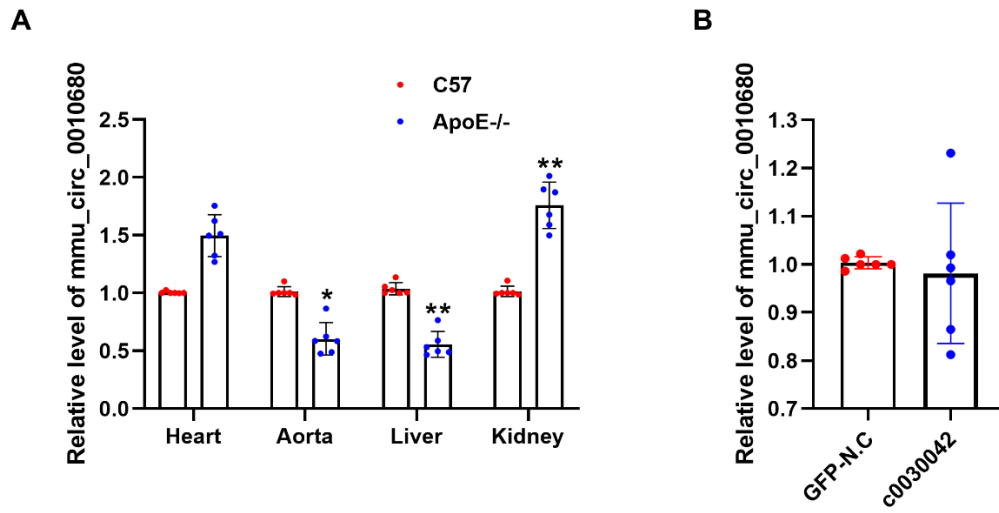 A
Relative level of mmu_circ_0010680
C57
ApoE-/-
2.5
2.0
1.5
1.0
0.5
0.0
*
**
**
Heart
Aorta
Liver
Kidney
B
Relative level of mmu_circ_0010680
1.3
1.2
1.1
1.0
0.9
0.8
0.7
GFP-N.C
c0030042